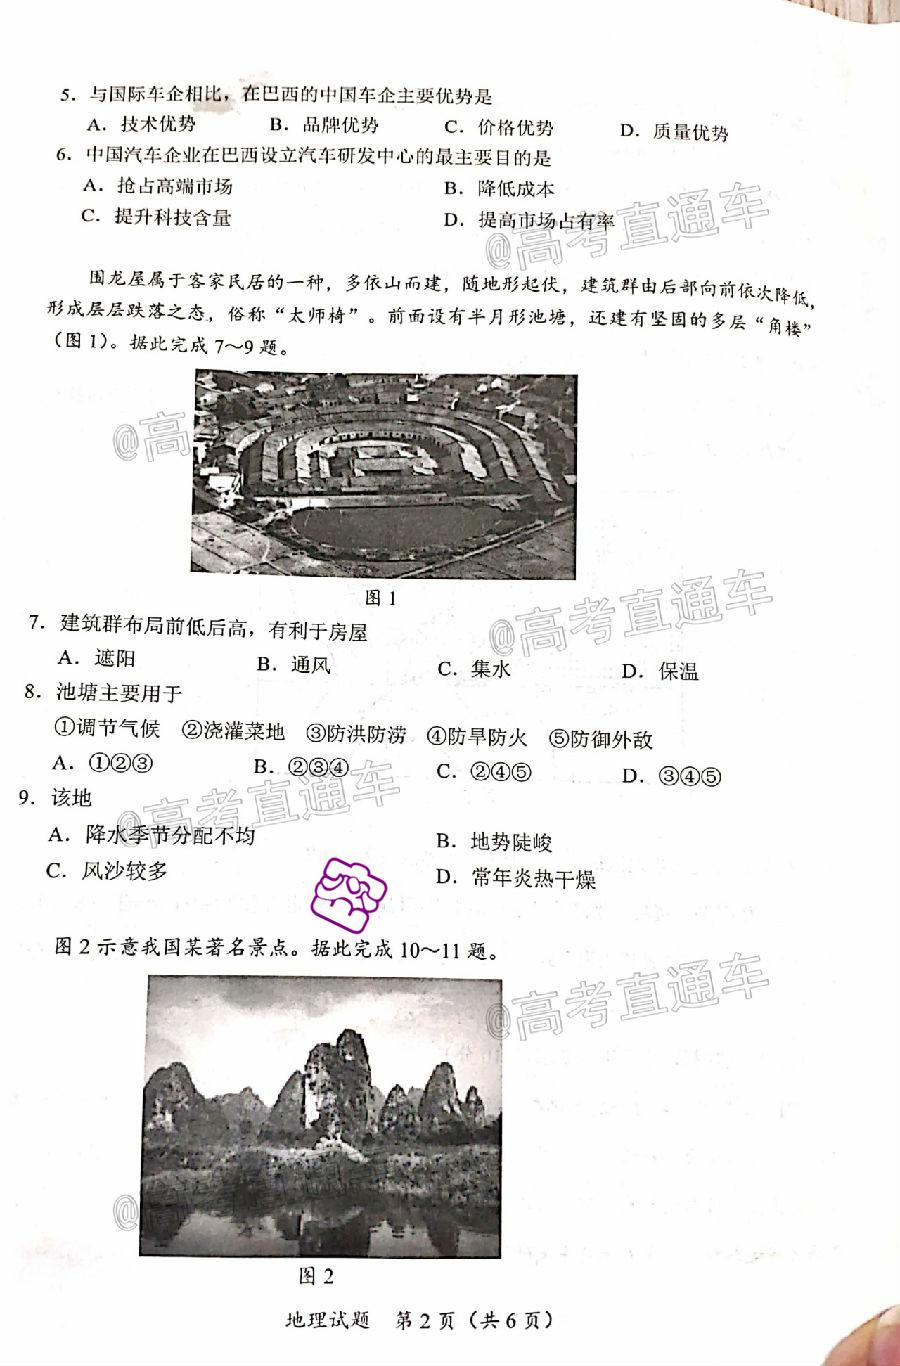 5. 与国际车企相比，在巴西的中国车企主要优势是
A. 技术优势 B. 品牌优势 C. 价格优势 D. 质量优势
6. 中国汽车企业在巴西设立汽车研发中心的最主要目的是
A. 抢占高端市场 B. 降低成本
C. 提升科技含量 D. 提高市场占有率
@高考直通车
围龙屋属于客家民居的一种，多依山而建，随地形起伏，建筑群由后部向前依次降低，
形成层层跌落之态，俗称“太师椅”。前面设有半月形池塘，还建有坚固的多层“角楼”
（图1）。据此完成7～9题。
@高考直通车
图1
@高考直通车
7. 建筑群布局前低后高，有利于房屋
A. 遮阳 B. 通风 C. 集水 D. 保温
8. 池塘主要用于
①调节气候 ②浇灌菜地 ③防洪防涝 ④防旱防火 ⑤防御外敌
A. ①②③ B. ②③④ C. ②④⑤ D. ③④⑤
@高考直通车
9. 该地
A. 降水季节分配不均 B. 地势陡峻
C. 风沙较多 D. 常年炎热干燥
图2示意我国某著名景点。据此完成10～11题。
@高考直通车
@高考直通车
图2
地理试题 第2页（共6页）